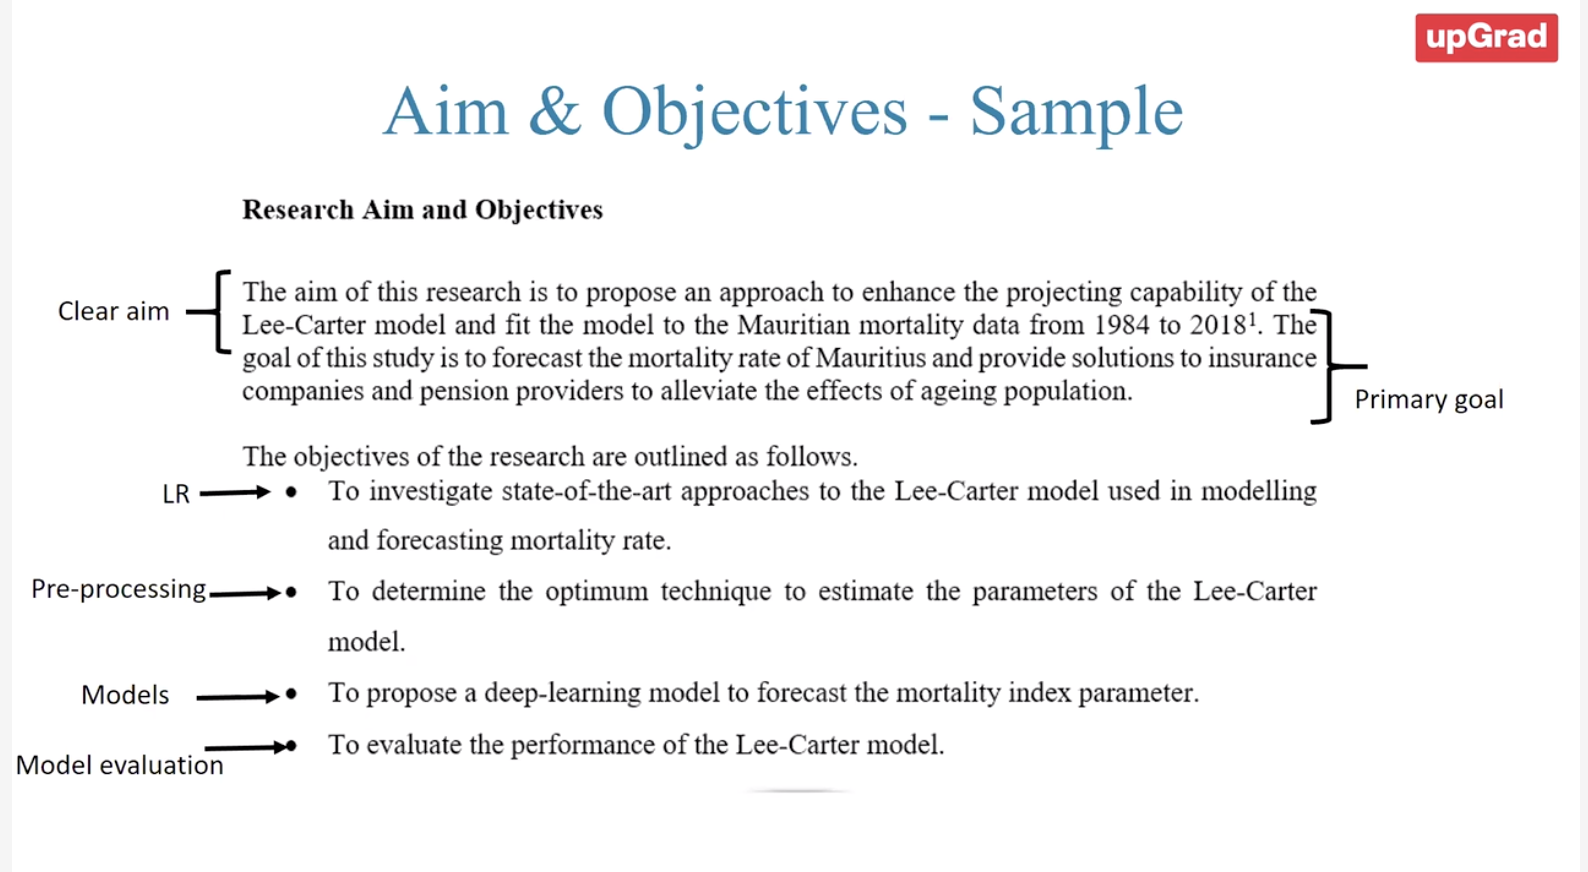 upGrad
Aim & Objectives - Sample
Research Aim and Objectives
Clear aim
The aim of this research is to propose an approach to enhance the projecting capability of the
Lee-Carter model and fit the model to the Mauritian mortality data from 1984 to 2018¹. The
goal of this study is to forecast the mortality rate of Mauritius and provide solutions to insurance
companies and pension providers to alleviate the effects of ageing population.
Primary goal
The objectives of the research are outlined as follows.
LR
• To investigate state-of-the-art approaches to the Lee-Carter model used in modelling
and forecasting mortality rate.
Pre-processing
• To determine the optimum technique to estimate the parameters of the Lee-Carter
model.
Models
• To propose a deep-learning model to forecast the mortality index parameter.
Model evaluation
• To evaluate the performance of the Lee-Carter model.